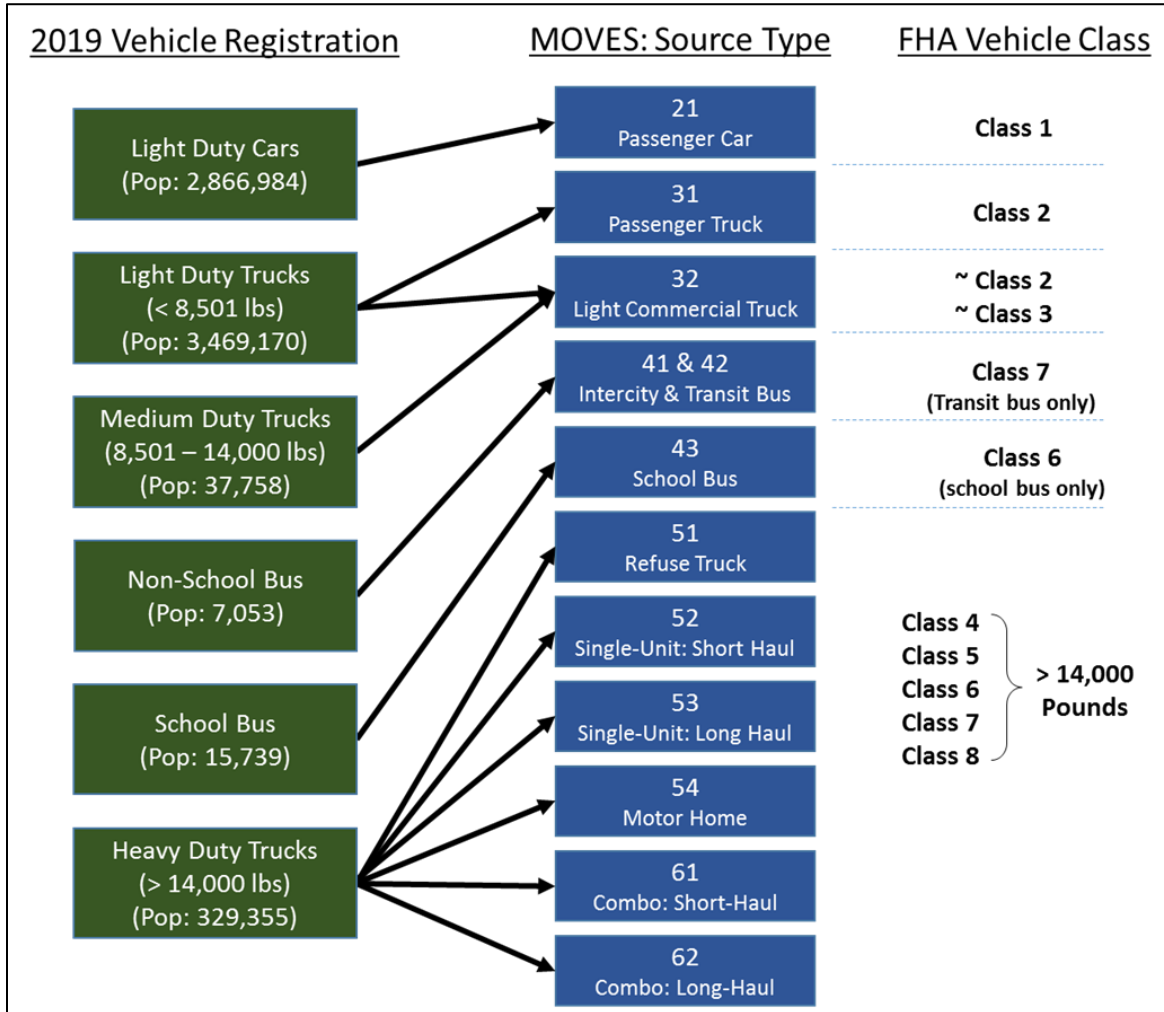 2019 Vehicle Registration
Light Duty Cars
(Pop: 2,866,984)
Light Duty Trucks
(< 8,501 lbs)
(Pop: 3,469,170)
Medium Duty Trucks
(8,501 – 14,000 lbs)
(Pop: 37,758)
Non-School Bus
(Pop: 7,053)
School Bus
(Pop: 15,739)
Heavy Duty Trucks
(> 14,000 lbs)
(Pop: 329,355)
MOVES: Source Type
21
Passenger Car
31
Passenger Truck
32
Light Commercial Truck
41 & 42
Intercity & Transit Bus
43
School Bus
51
Refuse Truck
52
Single-Unit: Short Haul
53
Single-Unit: Long Haul
54
Motor Home
61
Combo: Short-Haul
62
Combo: Long-Haul
FHA Vehicle Class
Class 1
Class 2
~ Class 2
~ Class 3
Class 7
(Transit bus only)
Class 6
(school bus only)
Class 4
Class 5
Class 6
Class 7
Class 8
> 14,000
Pounds